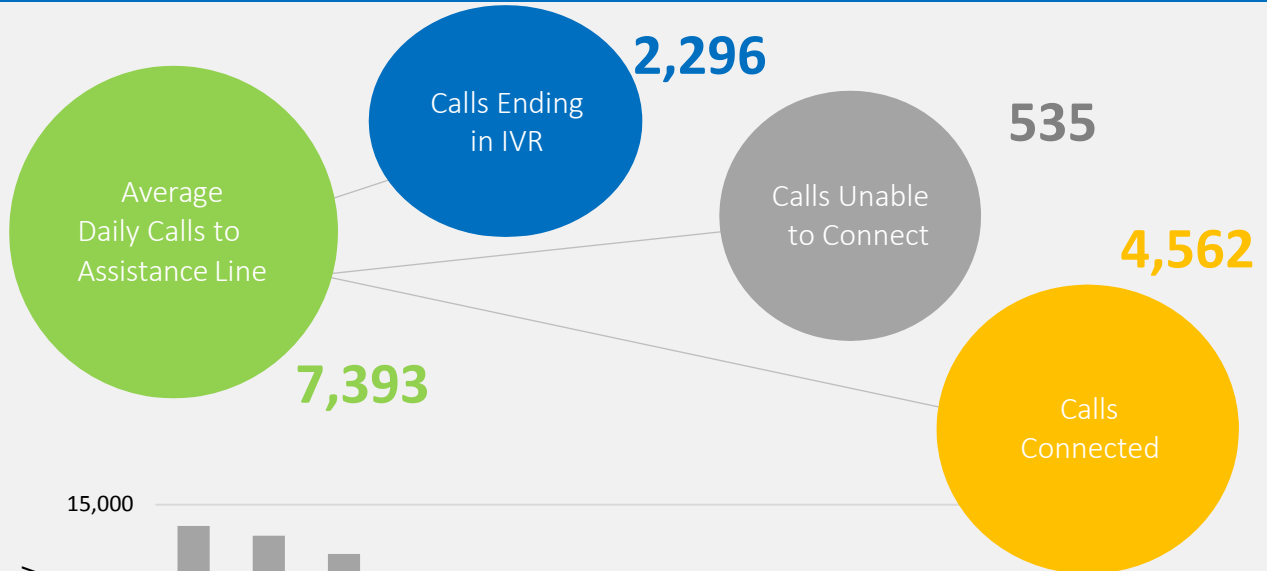 2,296
Calls Ending
in IVR
535
Average
Daily Calls to
Assistance Line
Calls Unable
to Connect
4,562
7,393
Calls
Connected
15,000